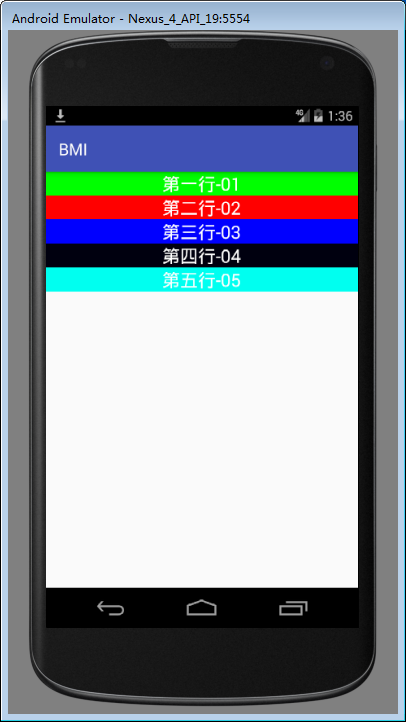 Android Emulator - Nexus_4_API_19:5554
4G 1:36
BMI
第一行-01
第二行-02
第三行-03
第四行-04
第五行-05